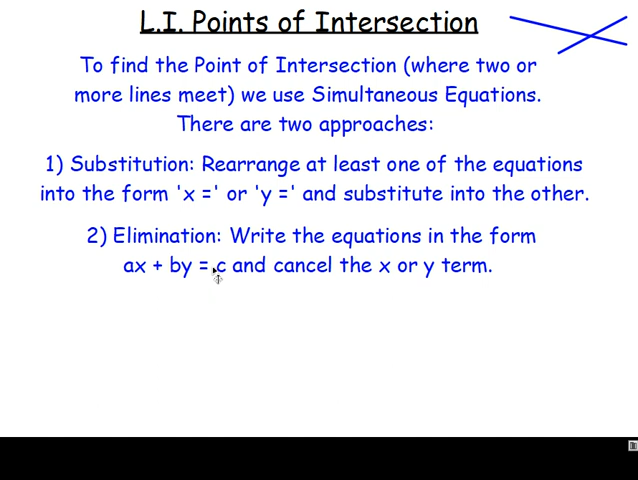 L.I. Points of Intersection
To find the Point of Intersection (where two or
more lines meet) we use Simultaneous Equations.
There are two approaches:
1) Substitution: Rearrange at least one of the equations
into the form 'x =' or 'y =' and substitute into the other.
2) Elimination: Write the equations in the form
ax + by = c and cancel the x or y term.